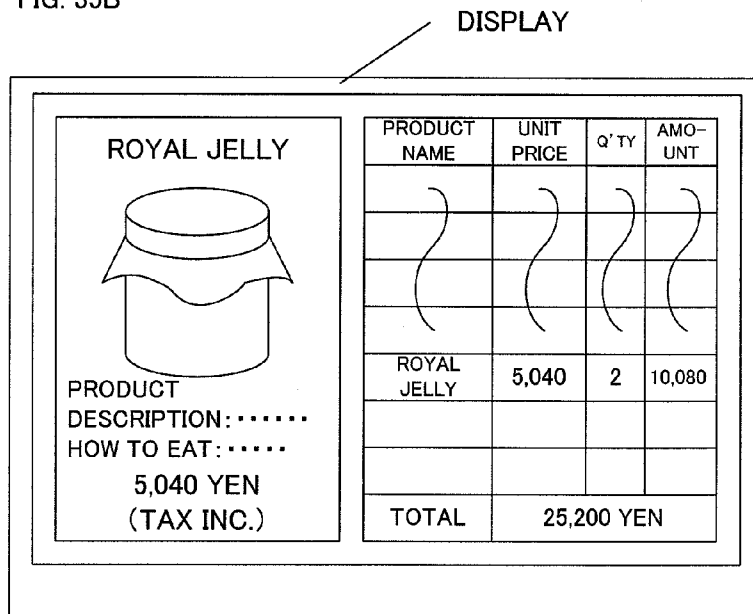 FIG. 35B
DISPLAY
ROYAL JELLY
PRODUCT
DESCRIPTION: ······
HOW TO EAT: ·····
5,040 YEN
(TAX INC.)
PRODUCT NAME UNIT PRICE Q'TY AMO-UNT
ROYAL JELLY 5,040 2 10,080
TOTAL 25,200 YEN